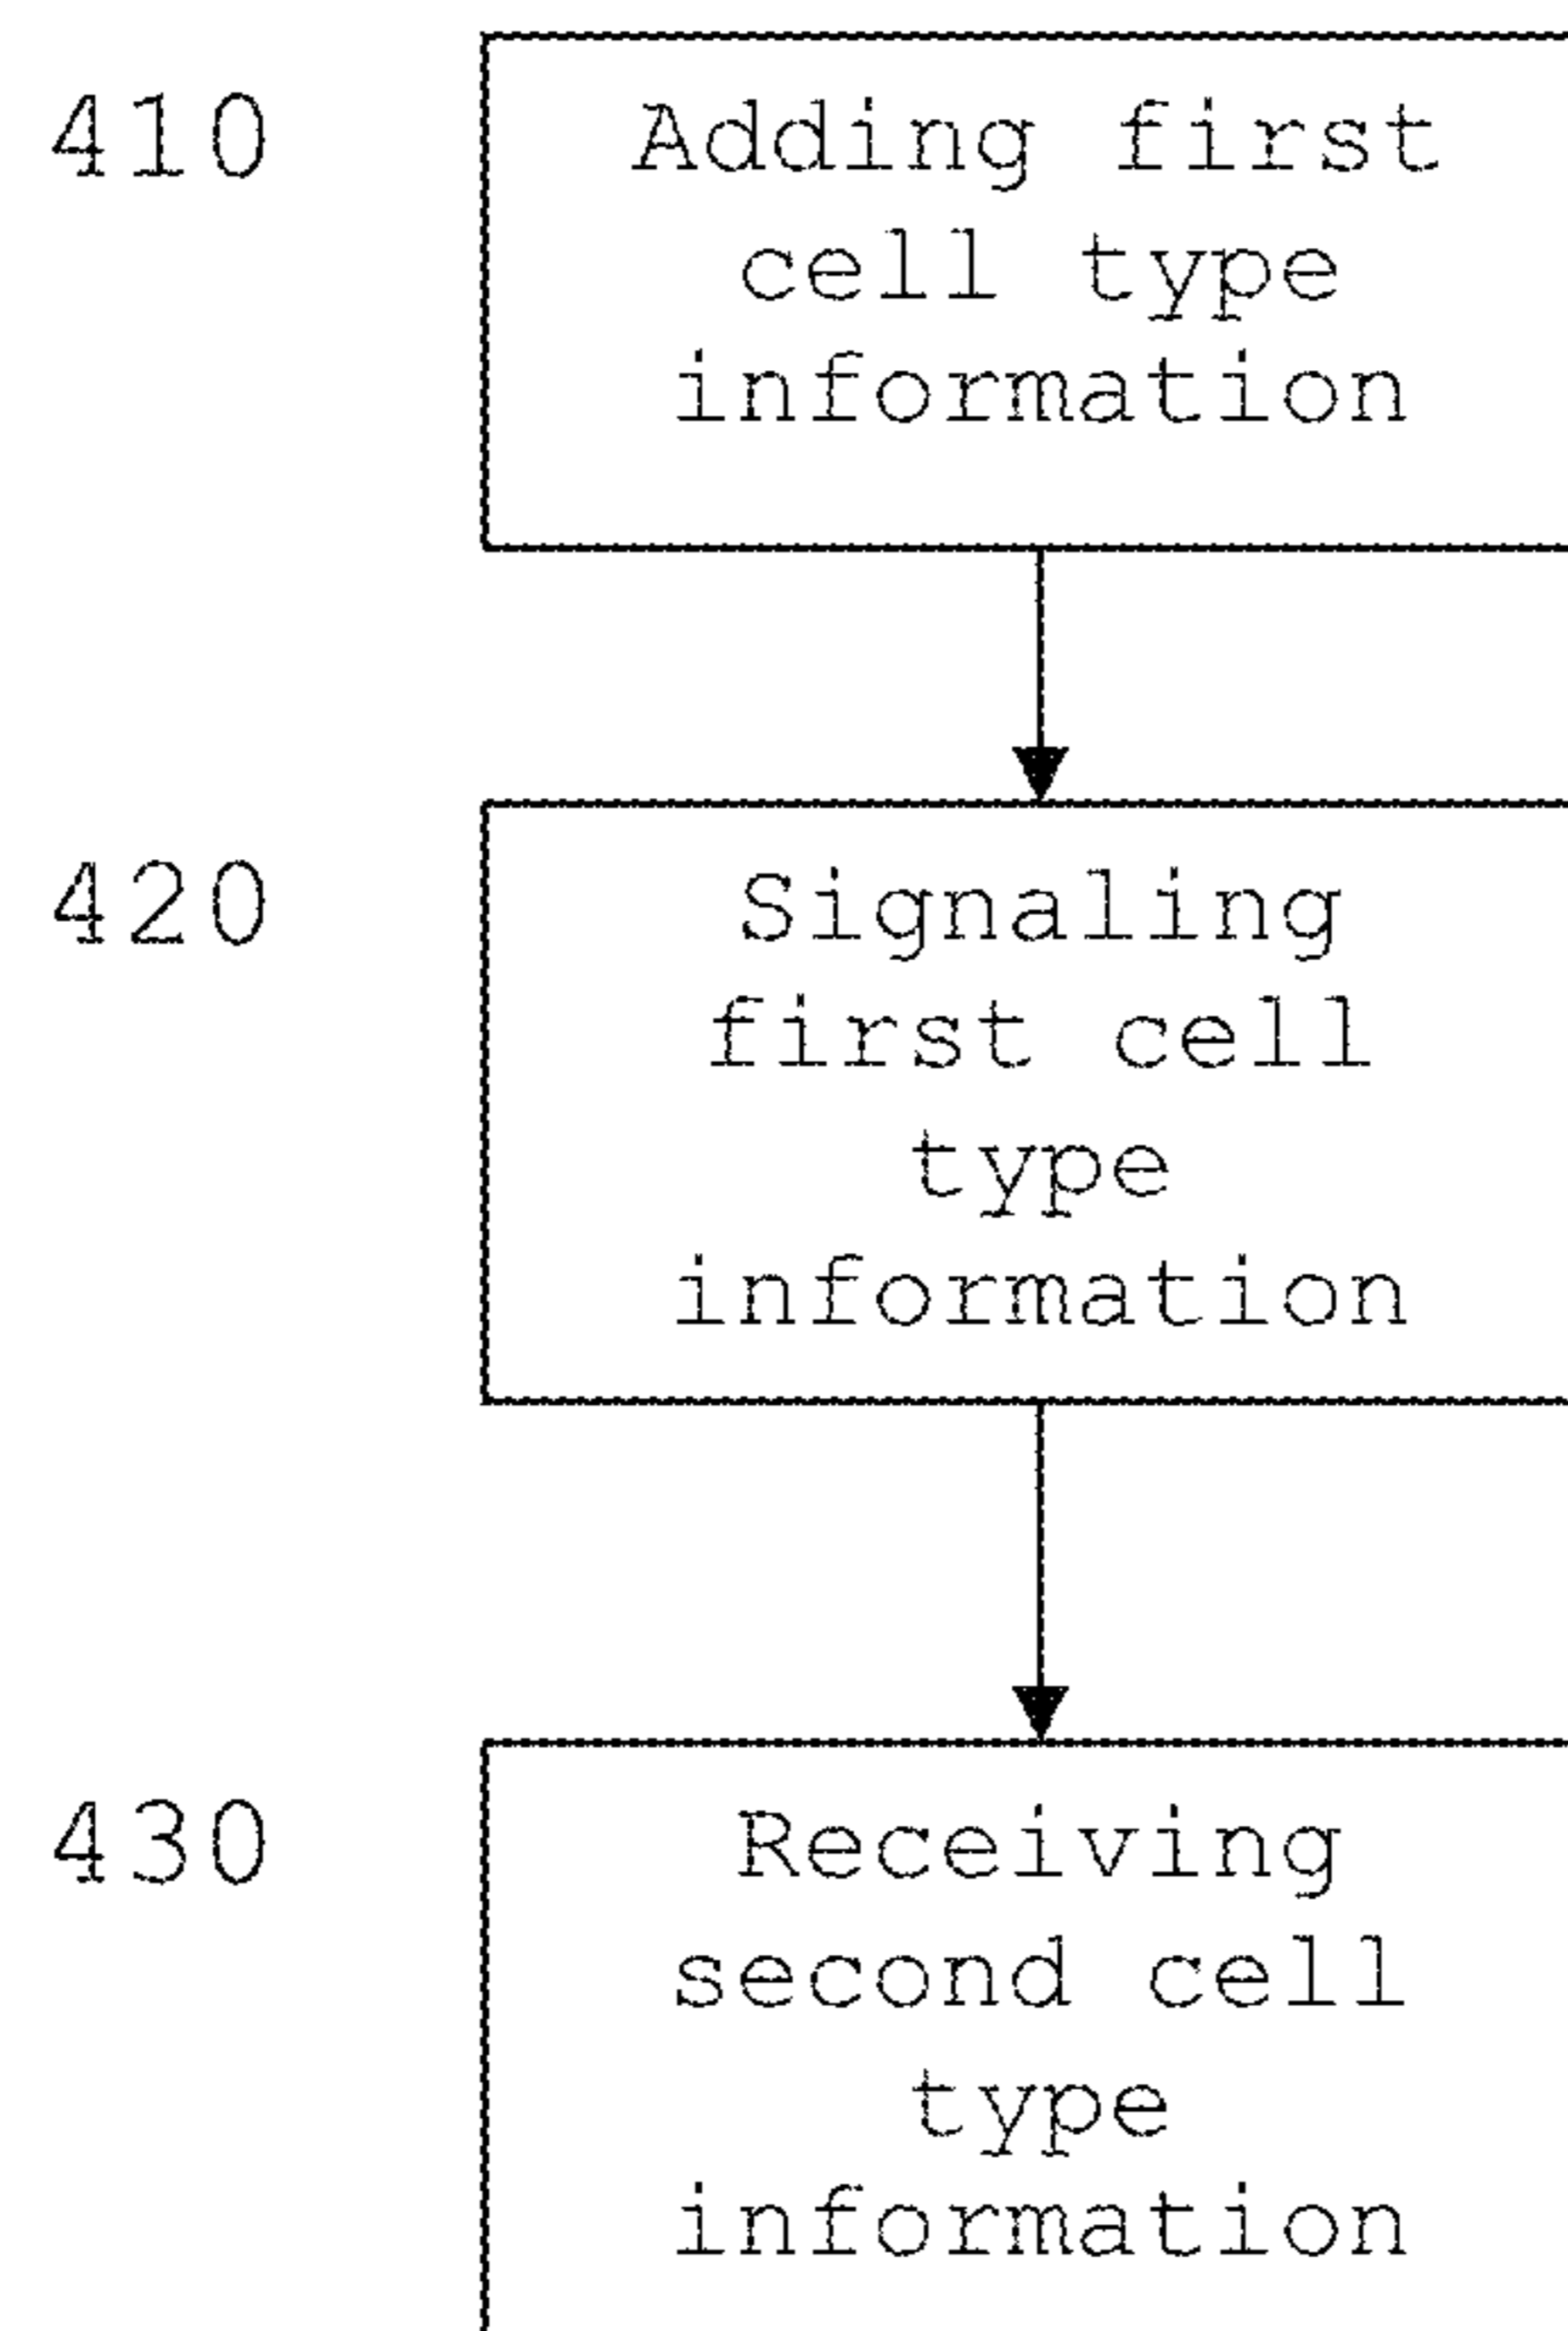 410
Adding first
cell type
information
420
Signaling
first cell
type
information
430
Receiving
second cell
type
information